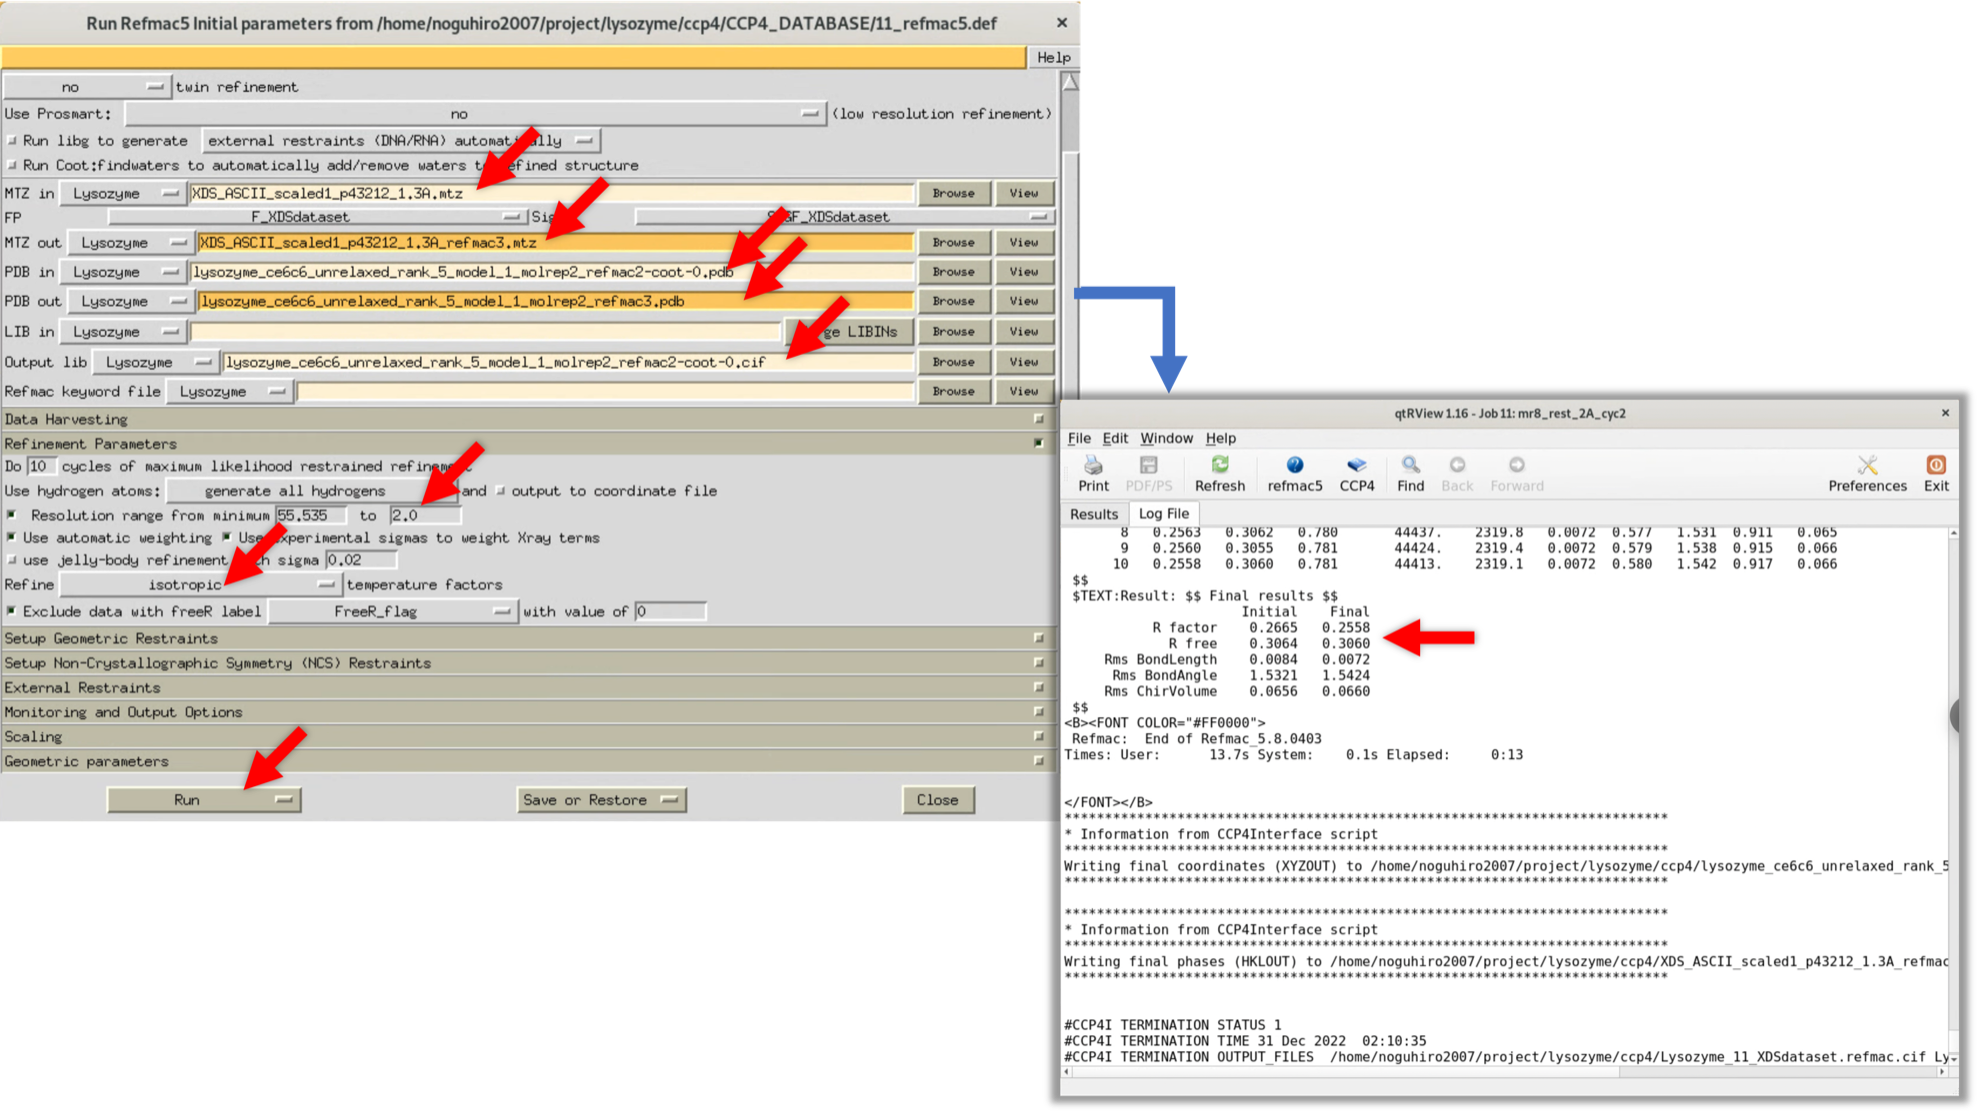 Run Refmac5 Initial parameters from /home/noguhiro2007/project/lysozyme/ccp4/CCP4_DATABASE/11_refmac5.def
Help
no twin refinement
Use Prosmart: no (low resolution refinement)
Run libg to generate external restraints (DNA/RNA) automatically
Run Coot:findwaters to automatically add/remove waters to refined structure
MTZ in Lysozyme XDS_ASCII_scaled1_p43212_1.3A.mtz Browse View
FP F_XDSdataset XDSdataset
MTZ out Lysozyme XDS_ASCII_scaled1_p43212_1.3A_refmac3.mtz Browse View
PDB in Lysozyme lysozyme_ce6c6_unrelaxed_rank_5_model_1_molrep2_refmac2-coot-0.pdb Browse View
PDB out Lysozyme lysozyme_ce6c6_unrelaxed_rank_5_model_1_molrep2_refmac3.pdb Browse View
LIB in Lysozyme LIBINs Browse View
Output lib Lysozyme lysozyme_ce6c6_unrelaxed_rank_5_model_1_molrep2_refmac2-coot-0.cif Browse View
Refmac keyword file Lysozyme Browse View
Data Harvesting
Refinement Parameters
Do 10 cycles of maximum likelihood restrained refinement
Use hydrogen atoms: generate all hydrogens and output to coordinate file
Resolution range from minimum 55.535 to 2.0
Use automatic weighting Use experimental sigmas to weight Xray terms
use jelly-body refinement with sigma 0.02
Refine isotropic temperature factors
Exclude data with freeR label FreeR_flag with value of 0
Setup Geometric Restraints
Setup Non-Crystallographic Symmetry (NCS) Restraints
External Restraints
Monitoring and Output Options
Scaling
Geometric parameters
Run Save or Restore Close
qtRView 1.16 - Job 11: mr8_rest_2A_cyc2
File Edit Window Help
Print PDF/PS Refresh refmac5 CCP4 Find Back Forward Preferences Exit
Results Log File
8 0.2563 0.3062 0.780 44437. 2319.8 0.0072 0.577 1.531 0.911 0.065
9 0.2560 0.3055 0.781 44424. 2319.4 0.0072 0.579 1.538 0.915 0.066
10 0.2558 0.3060 0.781 44413. 2319.1 0.0072 0.580 1.542 0.917 0.066
$$
$TEXT:Result: $$ Final results $$
Initial Final
R factor 0.2665 0.2558
R free 0.3064 0.3060
Rms BondLength 0.0084 0.0072
Rms BondAngle 1.5321 1.5424
Rms ChirVolume 0.0656 0.0660
$$
<B><FONT COLOR="#FF0000">
Refmac: End of Refmac_5.8.0403
Times: User: 13.7s System: 0.1s Elapsed: 0:13
</FONT></B>
***************************************************************************
* Information from CCP4Interface script
***************************************************************************
Writing final coordinates (XYZOUT) to /home/noguhiro2007/project/lysozyme/ccp4/lysozyme_ce6c6_unrelaxed_rank_5
***************************************************************************
***************************************************************************
* Information from CCP4Interface script
***************************************************************************
Writing final phases (HKLOUT) to /home/noguhiro2007/project/lysozyme/ccp4/XDS_ASCII_scaled1_p43212_1.3A_refmac
***************************************************************************
#CCP4I TERMINATION STATUS 1
#CCP4I TERMINATION TIME 31 Dec 2022 02:10:35
#CCP4I TERMINATION OUTPUT_FILES /home/noguhiro2007/project/lysozyme/ccp4/Lysozyme_11_XDSdataset.refmac.cif Ly